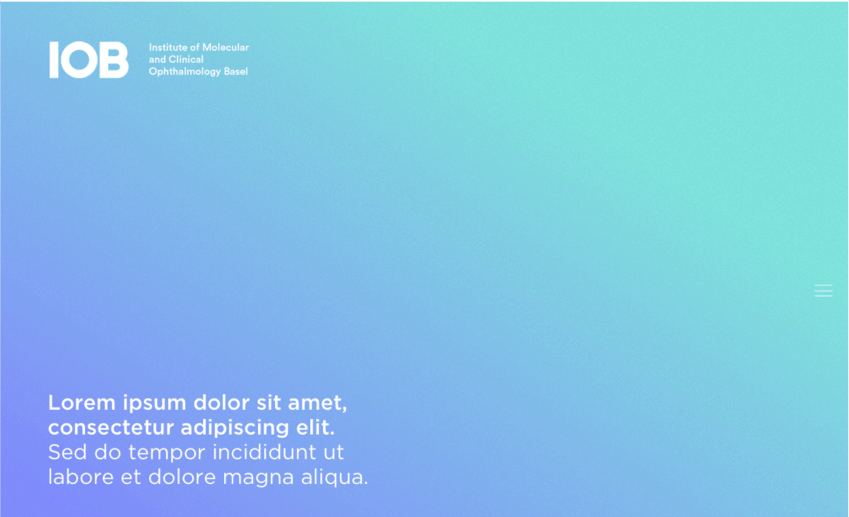 IOB
Institute of Molecular
and Clinical
Ophthalmology Basel
Lorem ipsum dolor sit amet,
consectetur adipiscing elit.
Sed do tempor incididunt ut
labore et dolore magna aliqua.